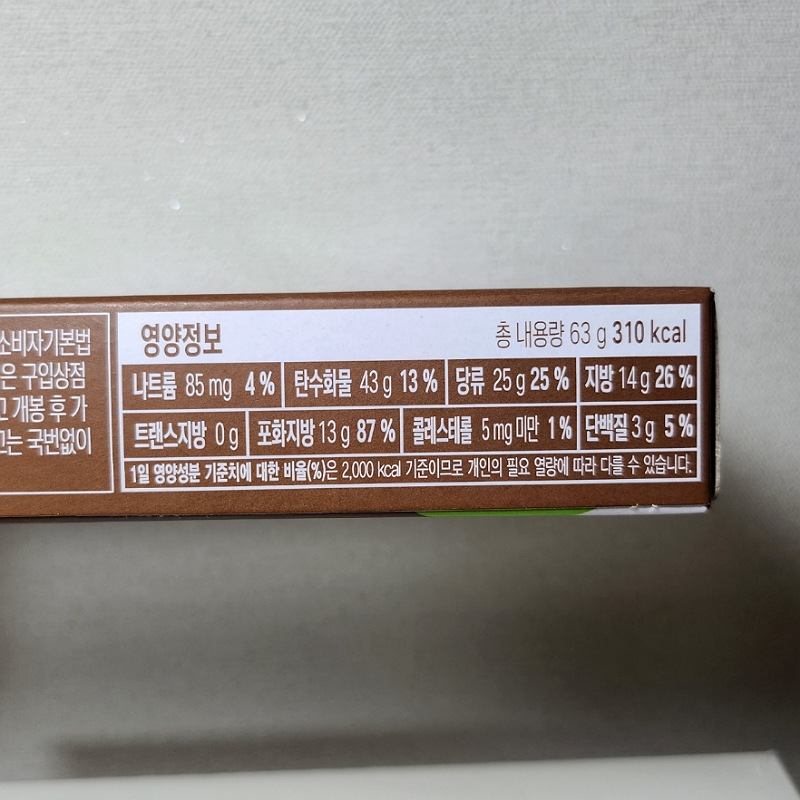 소비자기본법
은 구입상점
고 개봉 후 가
고는 국번없이
영양정보
총 내용량 63 g 310 kcal
나트륨 85 mg 4 % 탄수화물 43 g 13 % 당류 25 g 25 % 지방 14 g 26 %
트랜스지방 0 g 포화지방 13 g 87 % 콜레스테롤 5 mg 미만 1 % 단백질 3 g 5 %
1일 영양성분 기준치에 대한 비율(%)은 2,000 kcal 기준이므로 개인의 필요 열량에 따라 다를 수 있습니다.